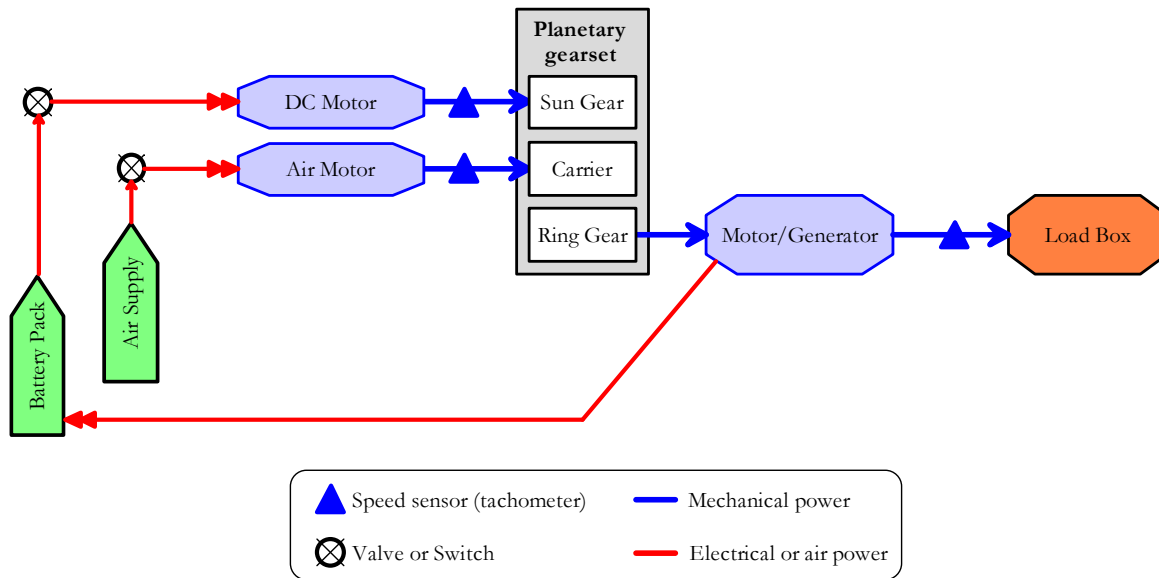 Planetary
gearset
DC Motor
Sun Gear
Air Motor
Carrier
Ring Gear
Motor/Generator
Load Box
Air Supply
Battery Pack
Speed sensor (tachometer)
Mechanical power
Valve or Switch
Electrical or air power